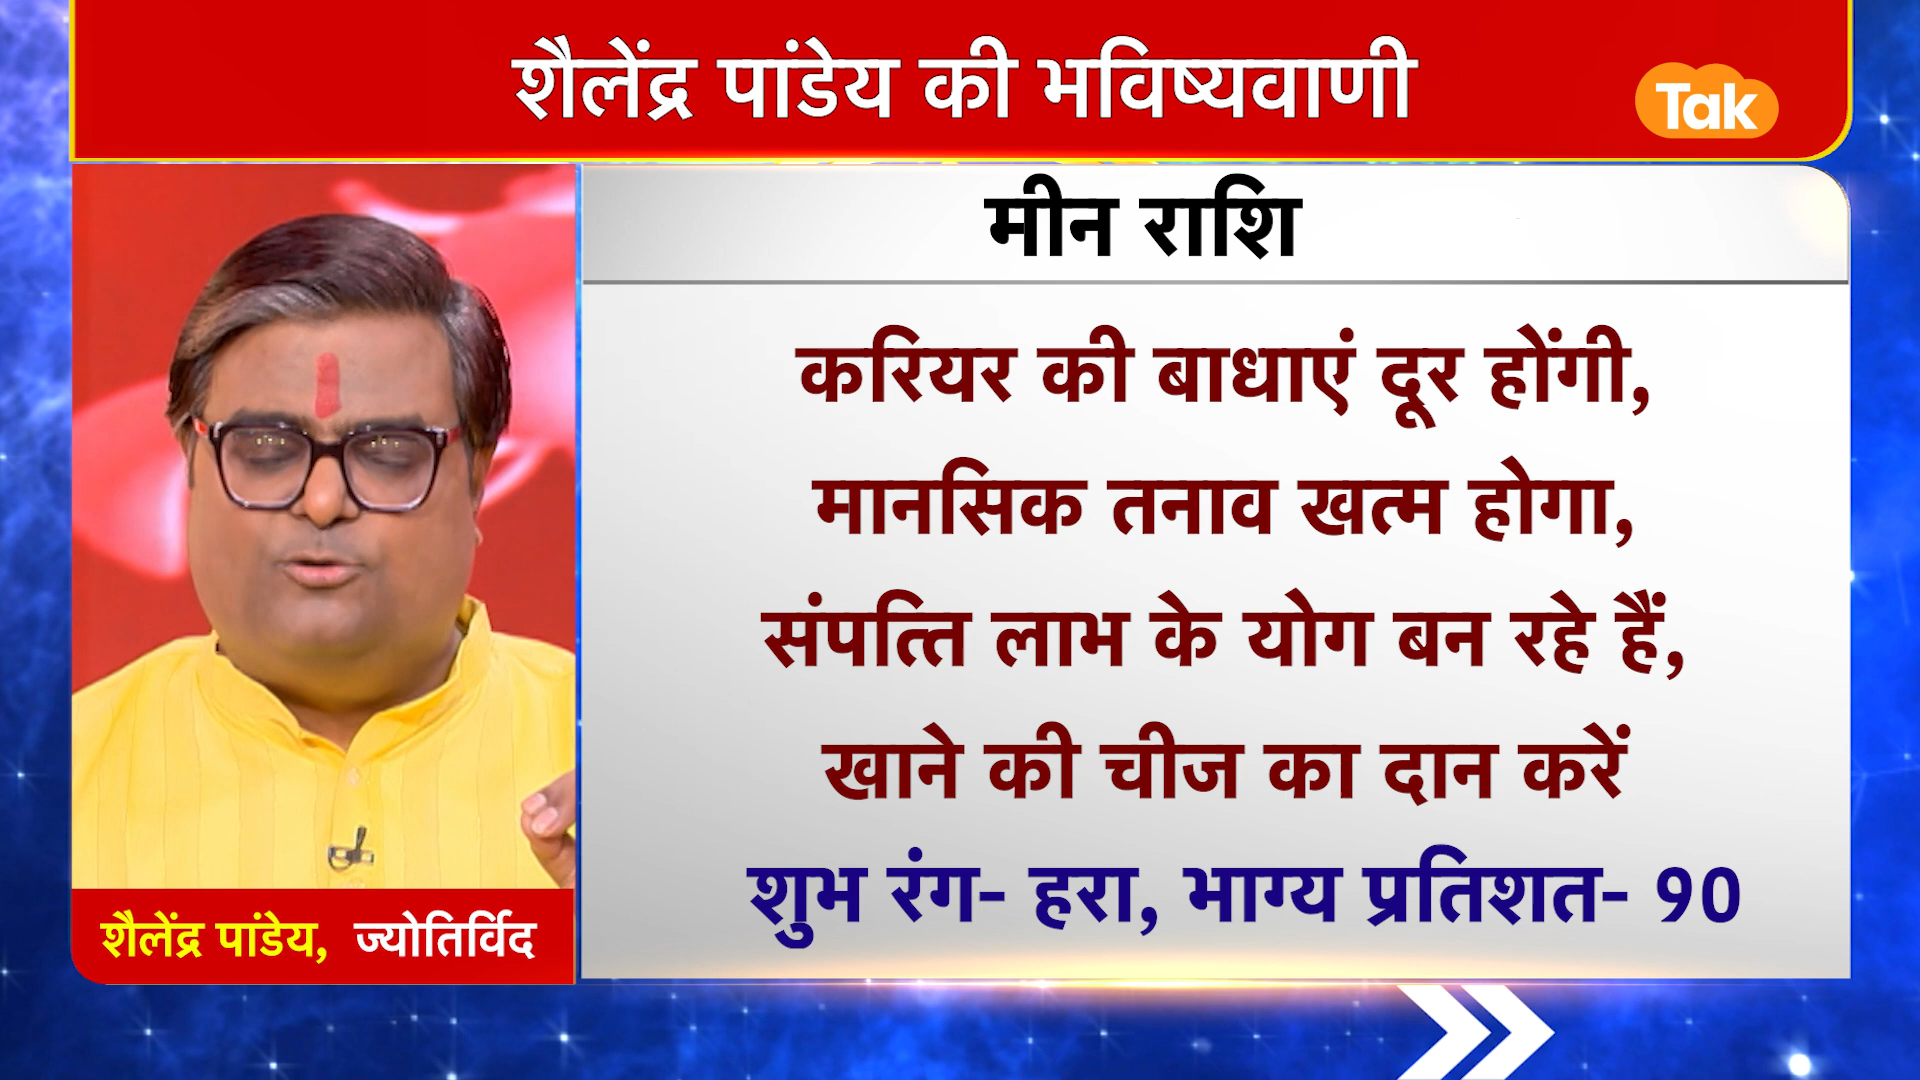 शैलेंद्र पांडेय की भविष्यवाणी
Tak
मीन राशि
करियर की बाधाएं दूर होंगी,
मानसिक तनाव खत्म होगा,
संपत्ति लाभ के योग बन रहे हैं,
खाने की चीज का दान करें
शुभ रंग- हरा, भाग्य प्रतिशत- 90
शैलेंद्र पांडेय, ज्योतिर्विद